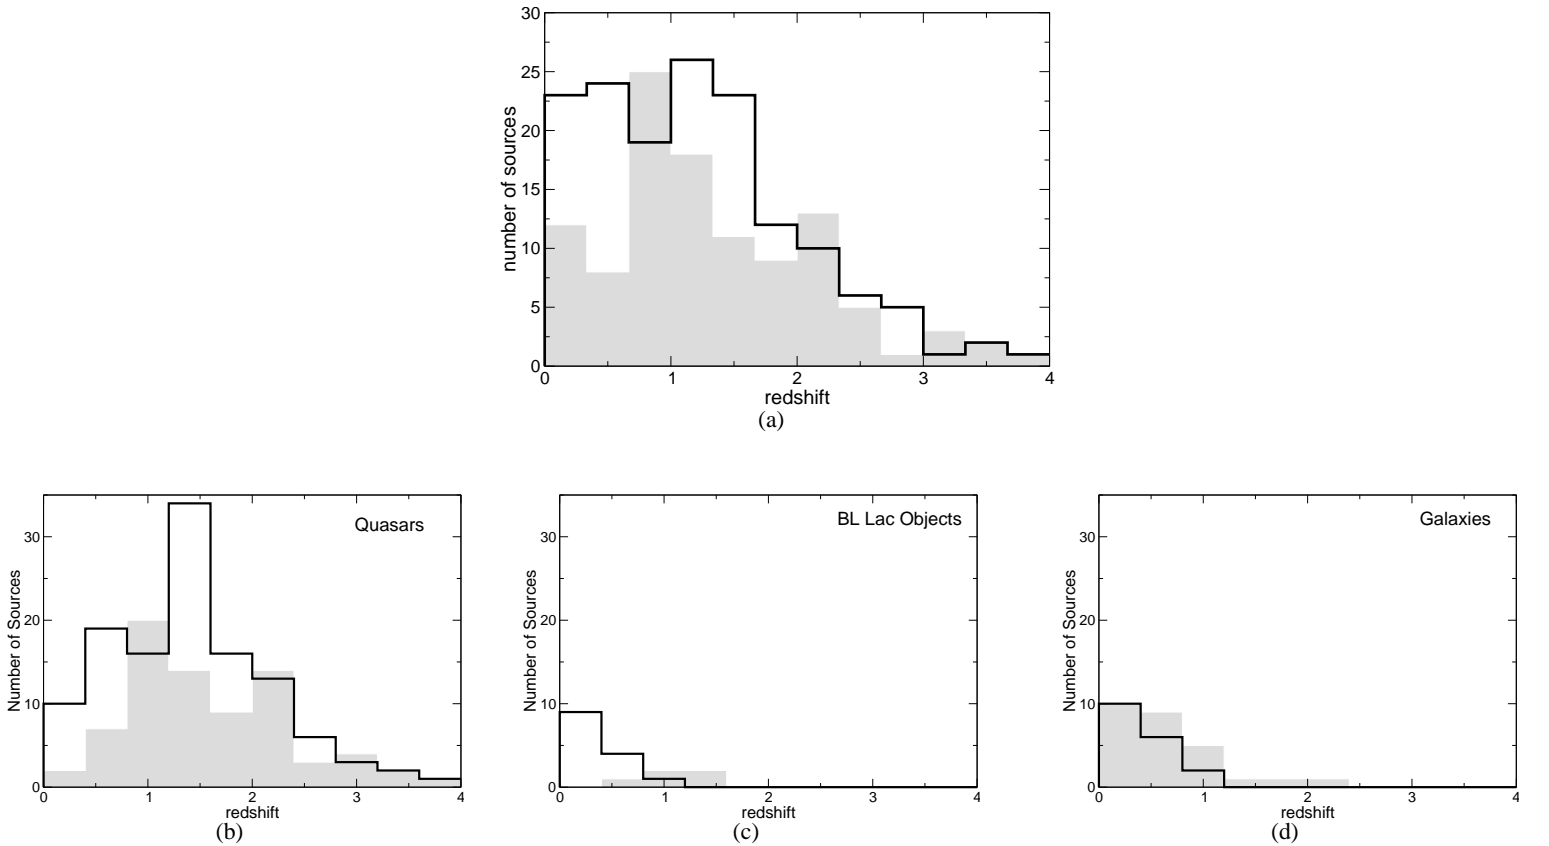 30
25
20
15
10
5
0
number of sources
0 1 2 3 4
redshift
(a)
Quasars
30
20
10
0
Number of Sources
0 1 2 3 4
redshift
(b)
BL Lac Objects
30
20
10
0
Number of Sources
0 1 2 3 4
redshift
(c)
Galaxies
30
20
10
0
Number of Sources
0 1 2 3 4
redshift
(d)